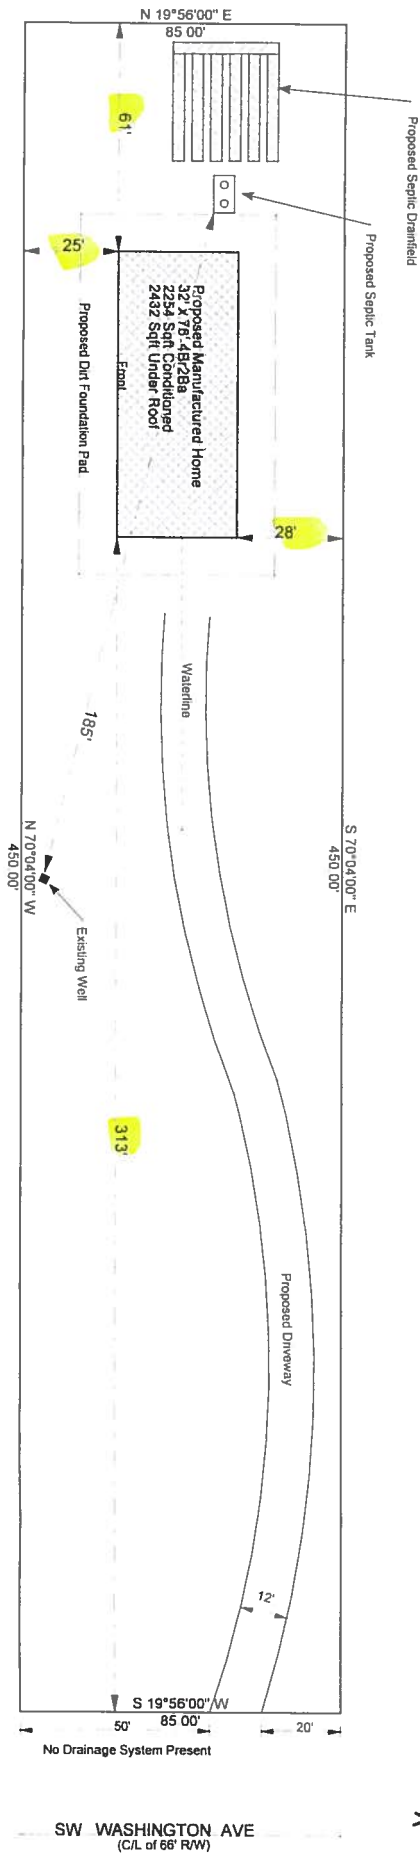 N 19°56'00" E
85 00'
Proposed Septic Drainfield
61'
Proposed Septic Tank
25'
Proposed Manufactured Home
32' X 76'-4Br/2Ba
2254 Sqft Conditioned
2432 Sqft Under Roof
Front
Proposed Dirt Foundation Pad
28'
Waterline
185'
S 70°04'00" E
450 00'
N 70°04'00" W
450 00'
Existing Well
313'
Proposed Driveway
12'
S 19°56'00" W
85 00'
50'
20'
No Drainage System Present
SW WASHINGTON AVE
(C/L of 66' R/W)